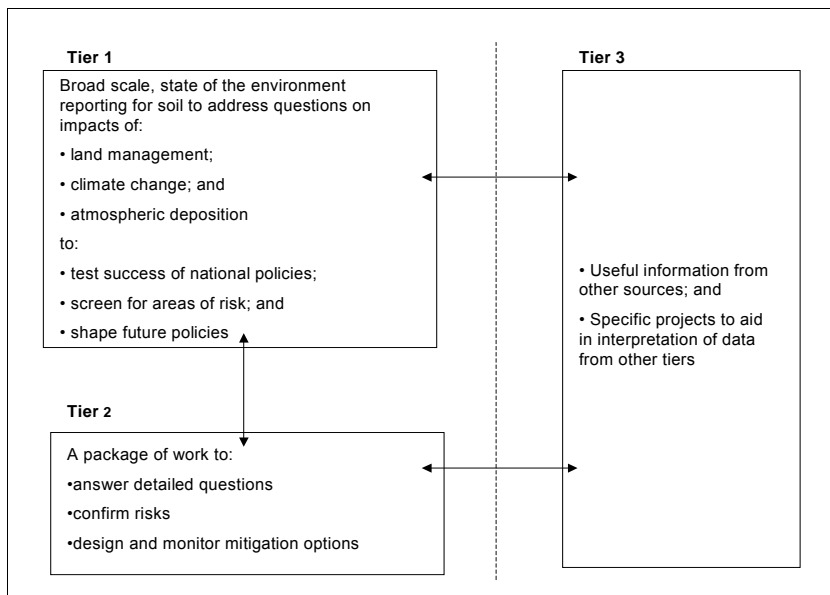 Tier 1
Broad scale, state of the environment
reporting for soil to address questions on
impacts of:
• land management;
• climate change; and
• atmospheric deposition
to:
• test success of national policies;
• screen for areas of risk; and
• shape future policies
Tier 2
A package of work to:
•answer detailed questions
•confirm risks
•design and monitor mitigation options
Tier 3
• Useful information from
other sources; and
• Specific projects to aid
in interpretation of data
from other tiers